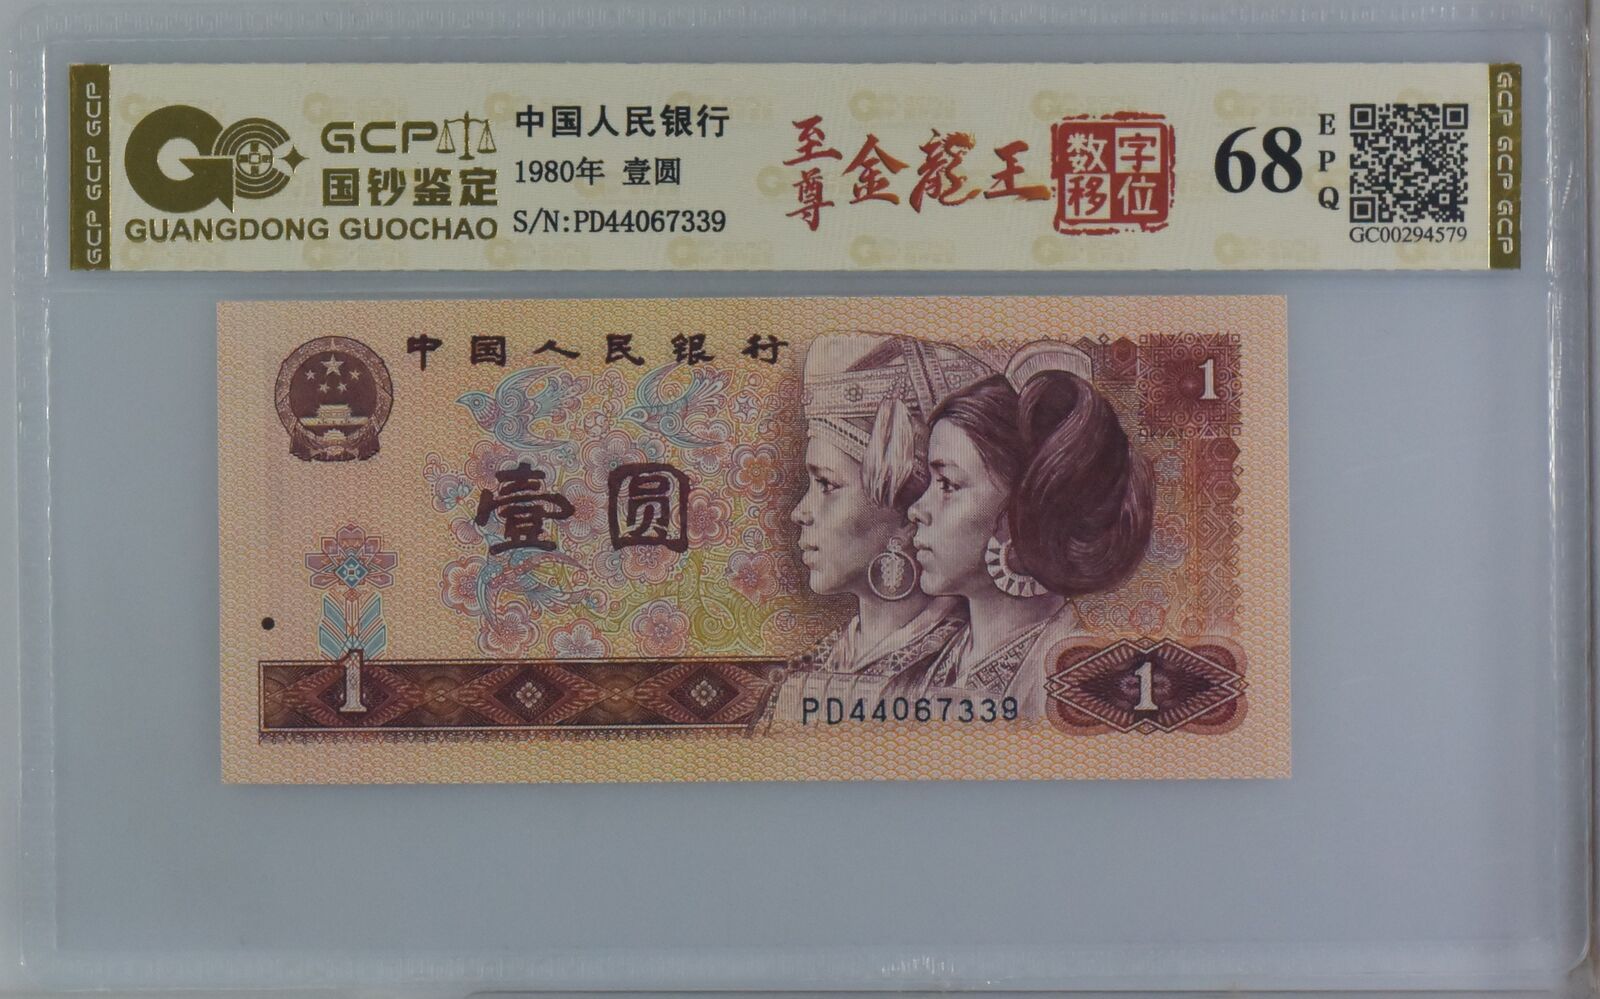 GCP GCP GCP GCP
GCP
国钞鉴定
GUANGDONG GUOCHAO
中国人民银行
1980年 壹圆
S/N:PD44067339
至尊
金龍王
数字
移位
68
EPQ
GC00294579
GCP GCP GCP GCP
中国人民银行
1
壹圆
1
PD44067339
1